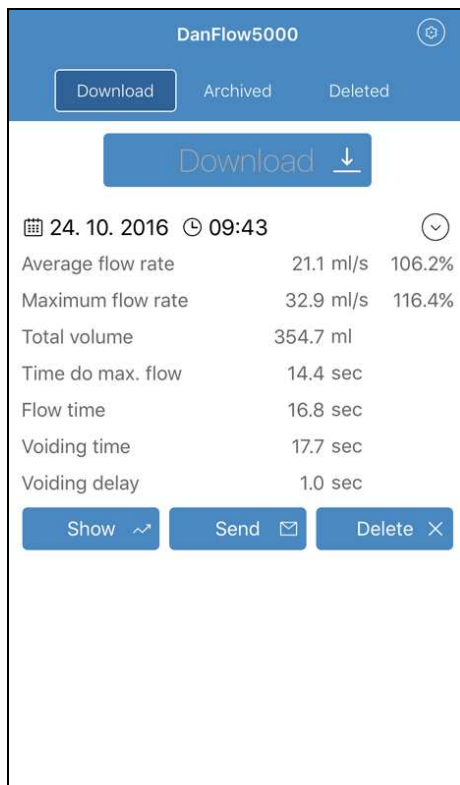 DanFlow5000
Download Archived Deleted
Download
24. 10. 2016 09:43
Average flow rate 21.1 ml/s 106.2%
Maximum flow rate 32.9 ml/s 116.4%
Total volume 354.7 ml
Time do max. flow 14.4 sec
Flow time 16.8 sec
Voiding time 17.7 sec
Voiding delay 1.0 sec
Show Send Delete